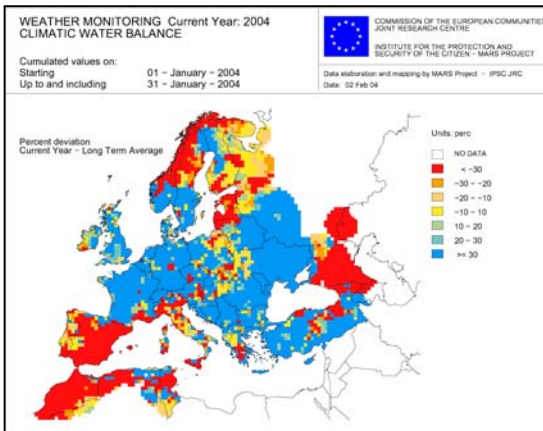 WEATHER MONITORING Current Year: 2004
CLIMATIC WATER BALANCE
Cumulated values on:
Starting 01 - January - 2004
Up to and including 31 - January - 2004
COMMISSION OF THE EUROPEAN COMMUNITIES
JOINT RESEARCH CENTRE
INSTITUTE FOR THE PROTECTION AND
SECURITY OF THE CITIZEN - MARS PROJECT
Data elaboration and mapping by MARS Project - IPSC JRC
Date: 02 Feb 04
Percent deviation
Current Year - Long Term Average
Units: perc
NO DATA
< -30
-30 - -20
-20 - -10
-10 - 10
10 - 20
20 - 30
>= 30